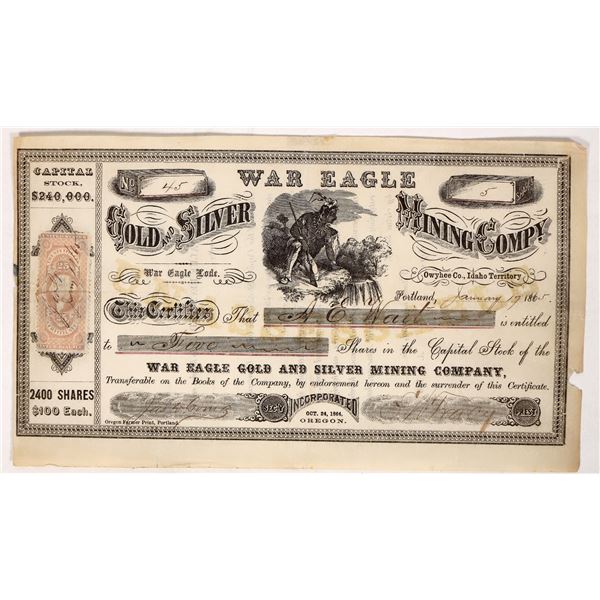 CAPITAL
STOCK,
$240,000.
2400 SHARES
$100 Each.
No 45
WAR EAGLE
5
GOLD AND SILVER
MINING COMPY.
War Eagle Lode.
Owyhee Co., Idaho Territory
Portland, January 17 1865
This Certifies That A. E. Wait is entitled
to Five Shares in the Capital Stock of the
WAR EAGLE GOLD AND SILVER MINING COMPANY,
Transferable on the Books of the Company, by endorsement hereon and the surrender of this Certificate.
SEC'Y
INCORPORATED
OCT. 24, 1864,
OREGON.
PREST
Oregon Farmer Print, Portland.